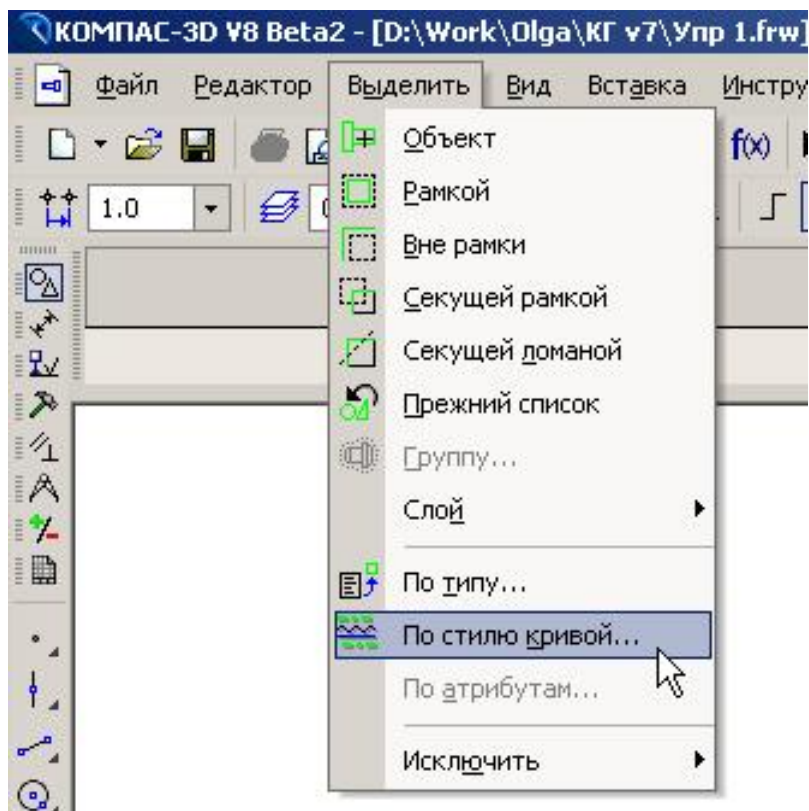 КОМПАС-3D V8 Beta2 - [D:\Work\Olga\КГ v7\Упр 1.frw]
Файл Редактор Выделить Вид Вставка Инстру
f(x)
1.0
Объект
Рамкой
Вне рамки
Секущей рамкой
Секущей ломаной
Прежний список
Группу...
Слой
По типу...
По стилю кривой...
По атрибутам...
Исключить